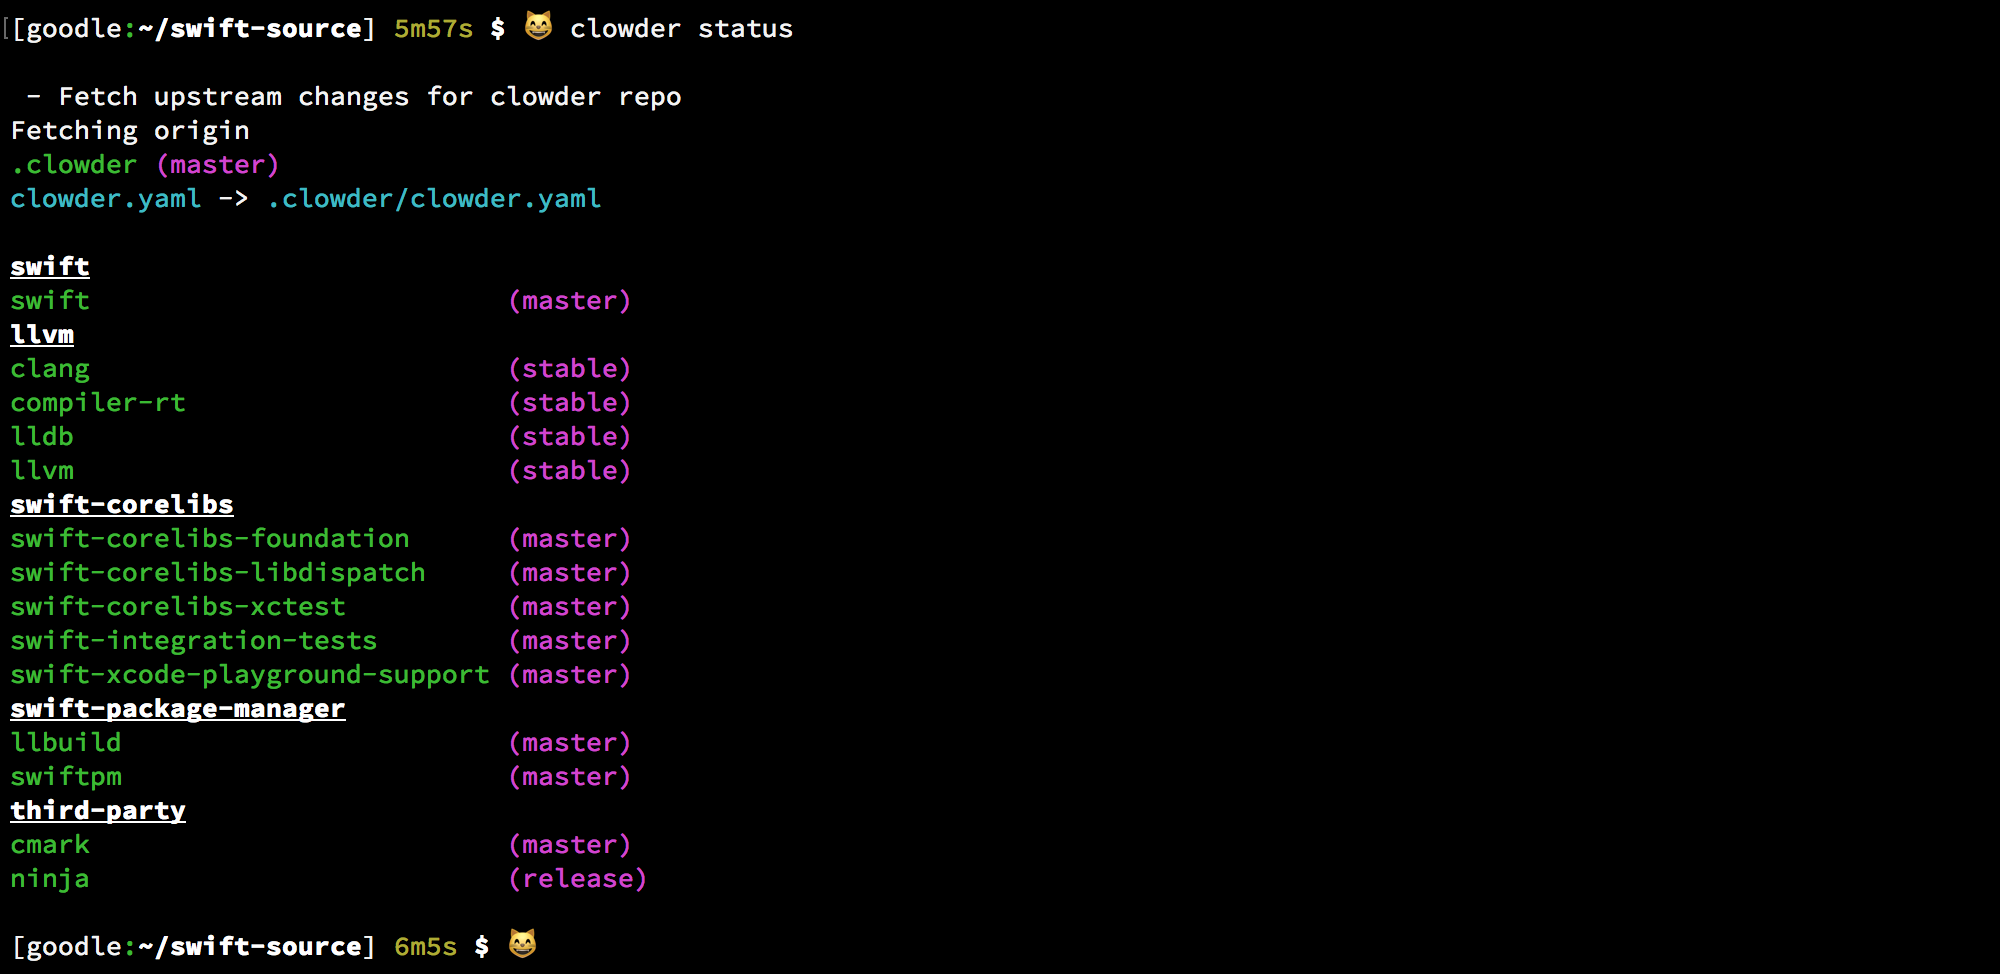 [[goodle:~/swift-source] 5m57s $ 😸 clowder status
 - Fetch upstream changes for clowder repo
Fetching origin
.clowder (master)
clowder.yaml -> .clowder/clowder.yaml
swift
swift (master)
llvm
clang (stable)
compiler-rt (stable)
lldb (stable)
llvm (stable)
swift-corelibs
swift-corelibs-foundation (master)
swift-corelibs-libdispatch (master)
swift-corelibs-xctest (master)
swift-integration-tests (master)
swift-xcode-playground-support (master)
swift-package-manager
llbuild (master)
swiftpm (master)
third-party
cmark (master)
ninja (release)
[goodle:~/swift-source] 6m5s $ 😸